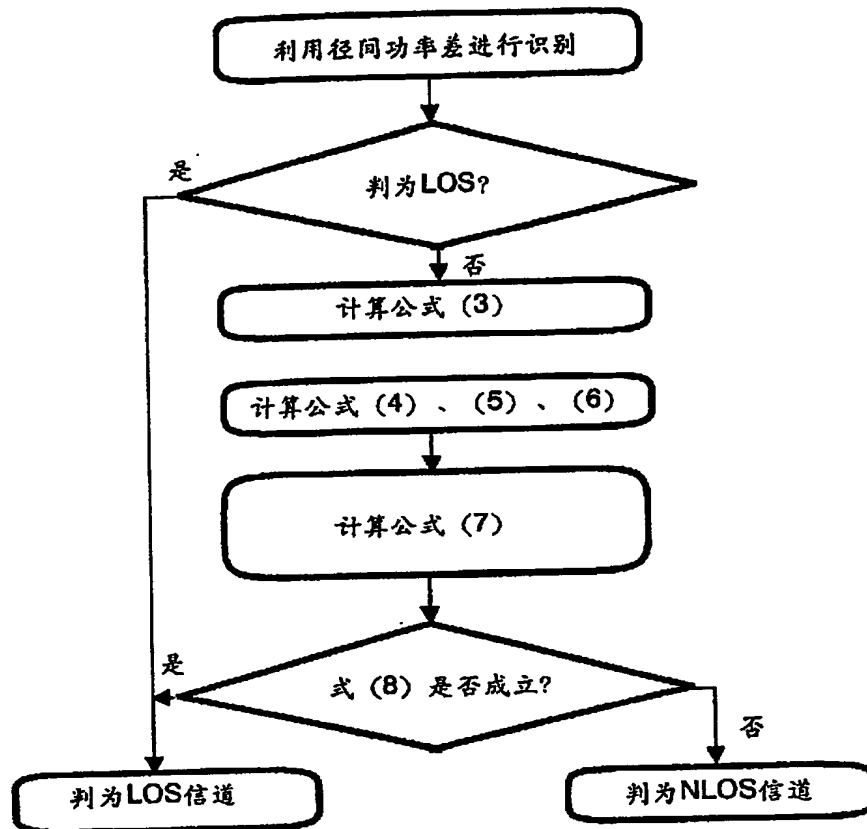 利用径间功率差进行识别
是
判为LOS?
否
计算公式（3）
计算公式（4）、（5）、（6）
计算公式（7）
是
式（8）是否成立?
否
判为LOS信道
判为NLOS信道